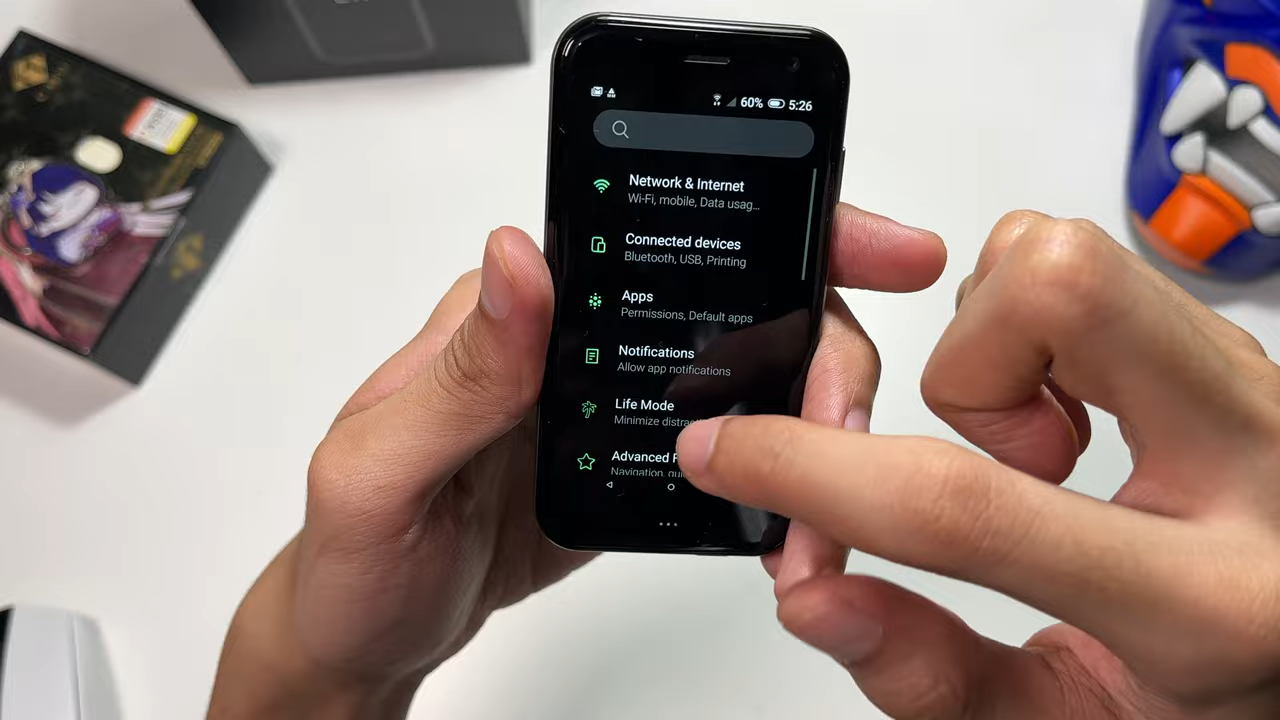 60% 5:26
Network & Internet
Wi-Fi, mobile, Data usag...
Connected devices
Bluetooth, USB, Printing
Apps
Permissions, Default apps
Notifications
Allow app notifications
Life Mode
Minimize distrac
Advanced
Navigation,